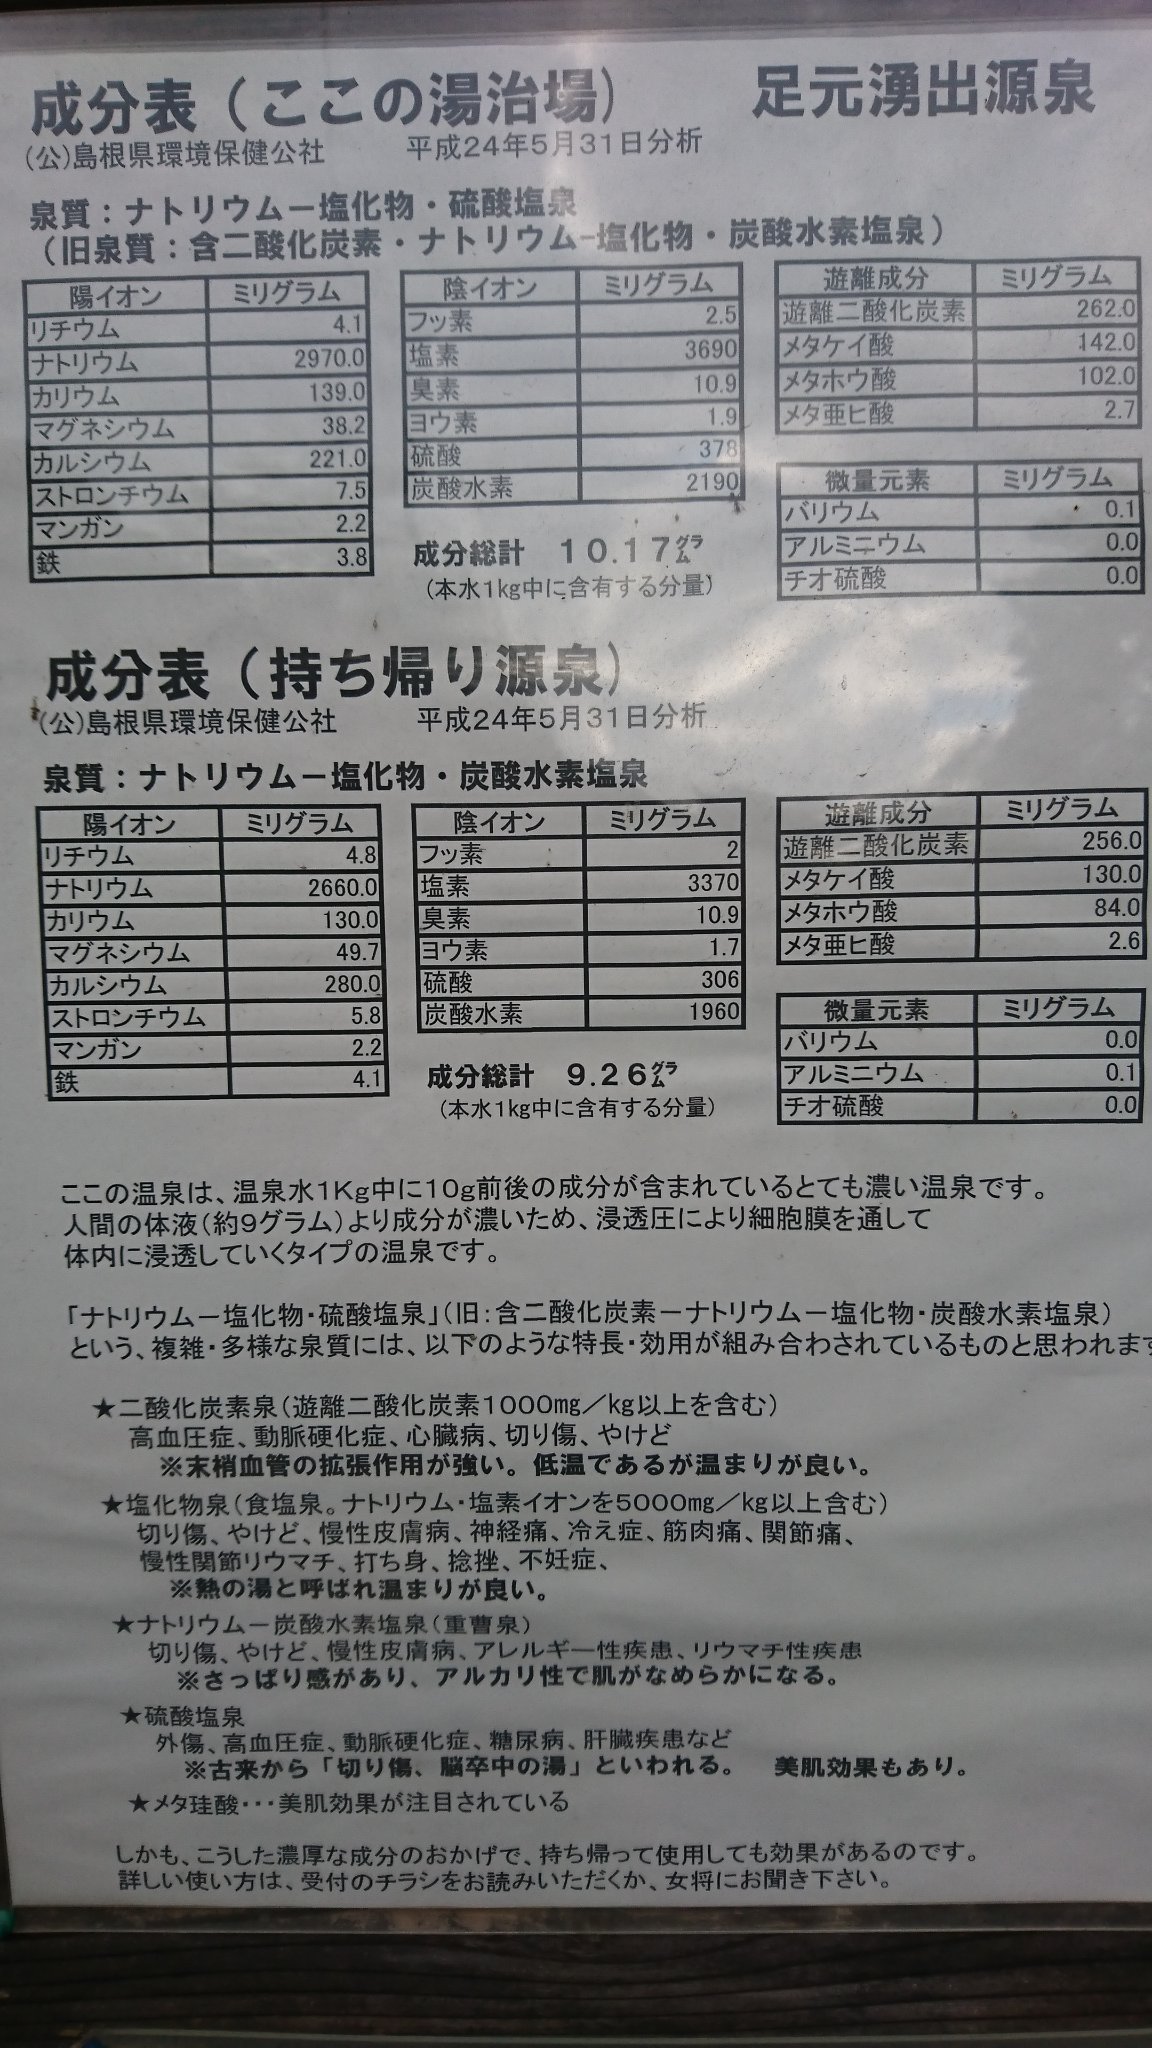 成分表（ここの湯治場）　足元湧出源泉
(公)島根県環境保健公社　平成24年5月31日分析
泉質：ナトリウム－塩化物・硫酸塩泉
（旧泉質：含二酸化炭素・ナトリウム-塩化物・炭酸水素塩泉）
陽イオン ミリグラム
リチウム 4.1
ナトリウム 2970.0
カリウム 139.0
マグネシウム 38.2
カルシウム 221.0
ストロンチウム 7.5
マンガン 2.2
鉄 3.8
陰イオン ミリグラム
フッ素 2.5
塩素 3690
臭素 10.9
ヨウ素 1.9
硫酸 378
炭酸水素 2190
成分総計　10.17グラム
（本水1kg中に含有する分量）
遊離成分 ミリグラム
遊離二酸化炭素 262.0
メタケイ酸 142.0
メタホウ酸 102.0
メタ亜ヒ酸 2.7
微量元素 ミリグラム
バリウム 0.1
アルミニウム 0.0
チオ硫酸 0.0
成分表（持ち帰り源泉）
(公)島根県環境保健公社　平成24年5月31日分析
泉質：ナトリウム－塩化物・炭酸水素塩泉
陽イオン ミリグラム
リチウム 4.8
ナトリウム 2660.0
カリウム 130.0
マグネシウム 49.7
カルシウム 280.0
ストロンチウム 5.8
マンガン 2.2
鉄 4.1
陰イオン ミリグラム
フッ素 2
塩素 3370
臭素 10.9
ヨウ素 1.7
硫酸 306
炭酸水素 1960
成分総計　9.26グラム
（本水1kg中に含有する分量）
遊離成分 ミリグラム
遊離二酸化炭素 256.0
メタケイ酸 130.0
メタホウ酸 84.0
メタ亜ヒ酸 2.6
微量元素 ミリグラム
バリウム 0.0
アルミニウム 0.1
チオ硫酸 0.0
ここの温泉は、温泉水1Kg中に10g前後の成分が含まれているとても濃い温泉です。
人間の体液（約9グラム）より成分が濃いため、浸透圧により細胞膜を通して
体内に浸透していくタイプの温泉です。
「ナトリウム－塩化物・硫酸塩泉」（旧：含二酸化炭素－ナトリウム－塩化物・炭酸水素塩泉）
という、複雑・多様な泉質には、以下のような特長・効用が組み合わされているものと思われます
★二酸化炭素泉（遊離二酸化炭素1000mg／kg以上を含む）
高血圧症、動脈硬化症、心臓病、切り傷、やけど
※末梢血管の拡張作用が強い。低温であるが温まりが良い。
★塩化物泉（食塩泉。ナトリウム・塩素イオンを5000mg／kg以上含む）
切り傷、やけど、慢性皮膚病、神経痛、冷え症、筋肉痛、関節痛、
慢性関節リウマチ、打ち身、捻挫、不妊症、
※熱の湯と呼ばれ温まりが良い。
★ナトリウム－炭酸水素塩泉（重曹泉）
切り傷、やけど、慢性皮膚病、アレルギー性疾患、リウマチ性疾患
※さっぱり感があり、アルカリ性で肌がなめらかになる。
★硫酸塩泉
外傷、高血圧症、動脈硬化症、糖尿病、肝臓疾患など
※古来から「切り傷、脳卒中の湯」といわれる。　美肌効果もあり。
★メタ珪酸・・・美肌効果が注目されている
しかも、こうした濃厚な成分のおかげで、持ち帰って使用しても効果があるのです。
詳しい使い方は、受付のチラシをお読みいただくか、女将にお聞き下さい。